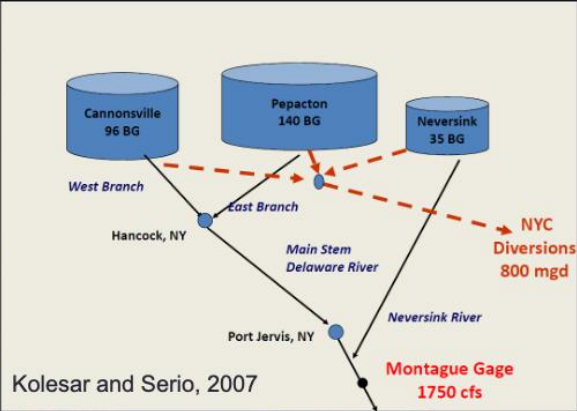 Cannonsville
96 BG
Pepacton
140 BG
Neversink
35 BG
West Branch
East Branch
Hancock, NY
Main Stem
Delaware River
NYC
Diversions
800 mgd
Port Jervis, NY
Neversink River
Montague Gage
1750 cfs
Kolesar and Serio, 2007